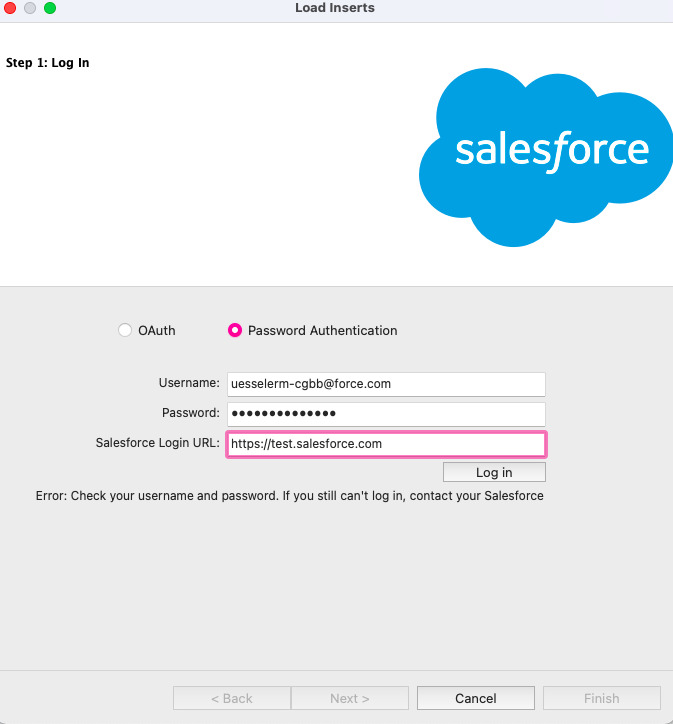 Load Inserts
Step 1: Log In
salesforce
OAuth
Password Authentication
Username:
uesselerm-cgbb@force.com
Password:
●●●●●●●●●●●●●●
Salesforce Login URL:
https://test.salesforce.com
Log in
Error: Check your username and password. If you still can't log in, contact your Salesforce
< Back
Next >
Cancel
Finish